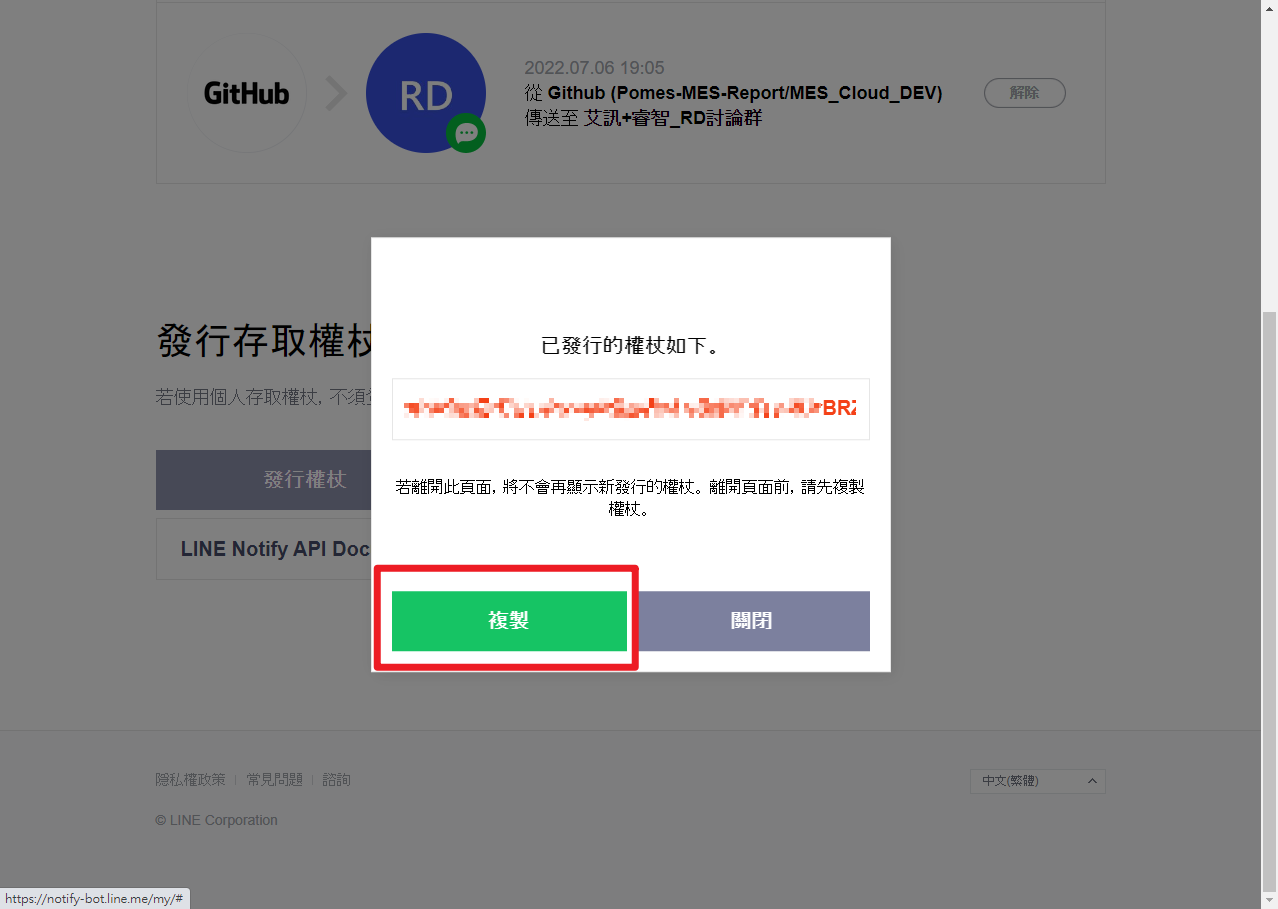 GitHub
RD
2022.07.06 19:05
從 Github (Pomes-MES-Report/MES_Cloud_DEV)
傳送至 艾訊+睿智_RD討論群
解除
發行存取權杖
若使用個人存取權杖, 不須
發行權杖
LINE Notify API Doc
已發行的權杖如下。
BRZ
若離開此頁面, 將不會再顯示新發行的權杖。離開頁面前, 請先複製
權杖。
複製
關閉
隱私權政策
常見問題
諮詢
中文(繁體)
© LINE Corporation
https://notify-bot.line.me/my/#